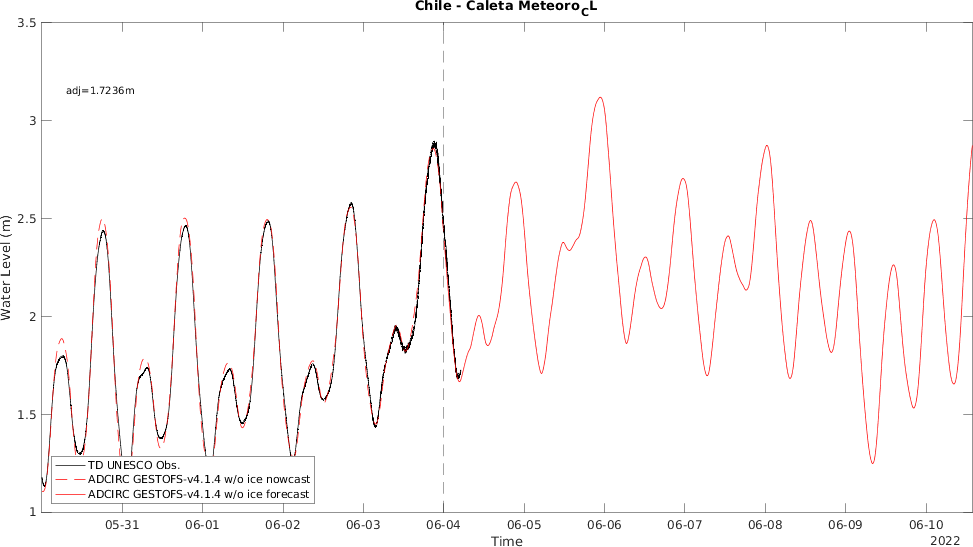 Chile - Caleta Meteoro_CL
3.5
adj=1.7236m
3
2.5
2
1.5
1
Water Level (m)
TD UNESCO Obs.
ADCIRC GESTOFS-v4.1.4 w/o ice nowcast
ADCIRC GESTOFS-v4.1.4 w/o ice forecast
05-31 06-01 06-02 06-03 06-04 06-05 06-06 06-07 06-08 06-09 06-10
Time
2022